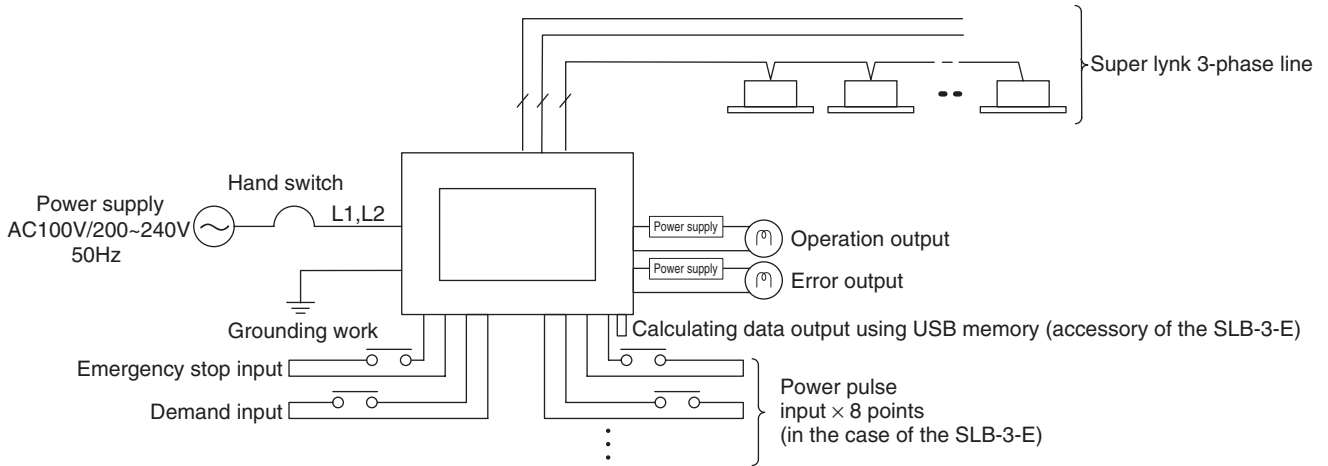 Super lynk 3-phase line
Hand switch
Power supply
AC100V/200~240V
50Hz
L1,L2
Power supply
Operation output
Power supply
Error output
Grounding work
Calculating data output using USB memory (accessory of the SLB-3-E)
Emergency stop input
Demand input
Power pulse
input × 8 points
(in the case of the SLB-3-E)